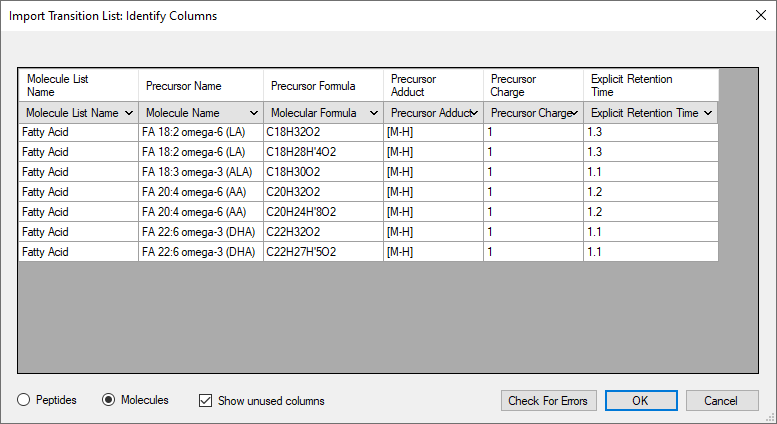 Import Transition List: Identify Columns
Molecule List Name Precursor Name Precursor Formula Precursor Adduct Precursor Charge Explicit Retention Time
Molecule List Name Molecule Name Molecular Formula Precursor Adduct Precursor Charge Explicit Retention Time
Fatty Acid FA 18:2 omega-6 (LA) C18H32O2 [M-H] 1 1.3
Fatty Acid FA 18:2 omega-6 (LA) C18H28H'4O2 [M-H] 1 1.3
Fatty Acid FA 18:3 omega-3 (ALA) C18H30O2 [M-H] 1 1.1
Fatty Acid FA 20:4 omega-6 (AA) C20H32O2 [M-H] 1 1.2
Fatty Acid FA 20:4 omega-6 (AA) C20H24H'8O2 [M-H] 1 1.2
Fatty Acid FA 22:6 omega-3 (DHA) C22H32O2 [M-H] 1 1.1
Fatty Acid FA 22:6 omega-3 (DHA) C22H27H'5O2 [M-H] 1 1.1
Peptides Molecules Show unused columns Check For Errors OK Cancel